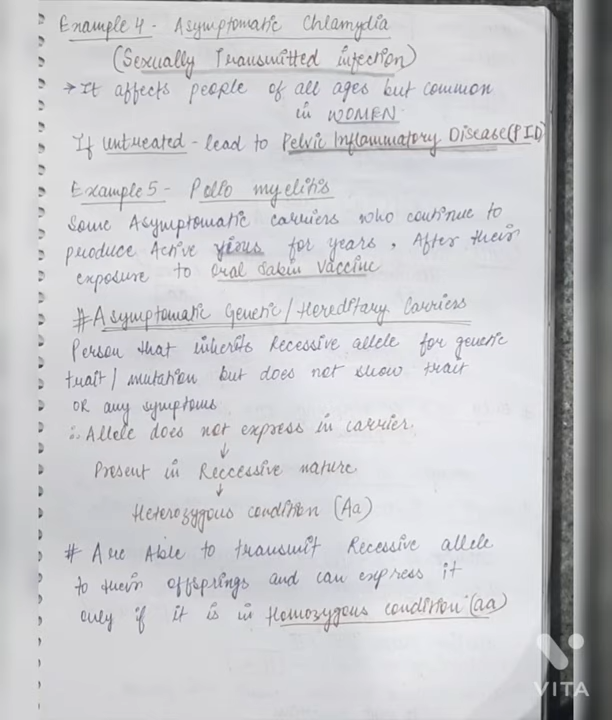 Example 4 - Asymptomatic Chlamydia
(Sexually Transmitted infection)
→ It affects people of all ages but common
in WOMEN
If untreated - lead to Pelvic Inflammatory Disease (PID)
Example 5 - Polio myelitis
Some Asymptomatic carriers who continue to
produce Active virus for years, After their
exposure to oral sabin vaccine
# Asymptomatic Genetic / Hereditary Carriers
Person that inherits Recessive allele for genetic
trait / mutation but does not show trait
OR any symptoms
∴ Allele does not express in carrier
↓
Present in Reccessive nature
↓
Heterozygous condition (Aa)
# Are Able to transmit Recessive allele
to their offsprings and can express it
only if it is in Homozygous condition (aa)
VITA